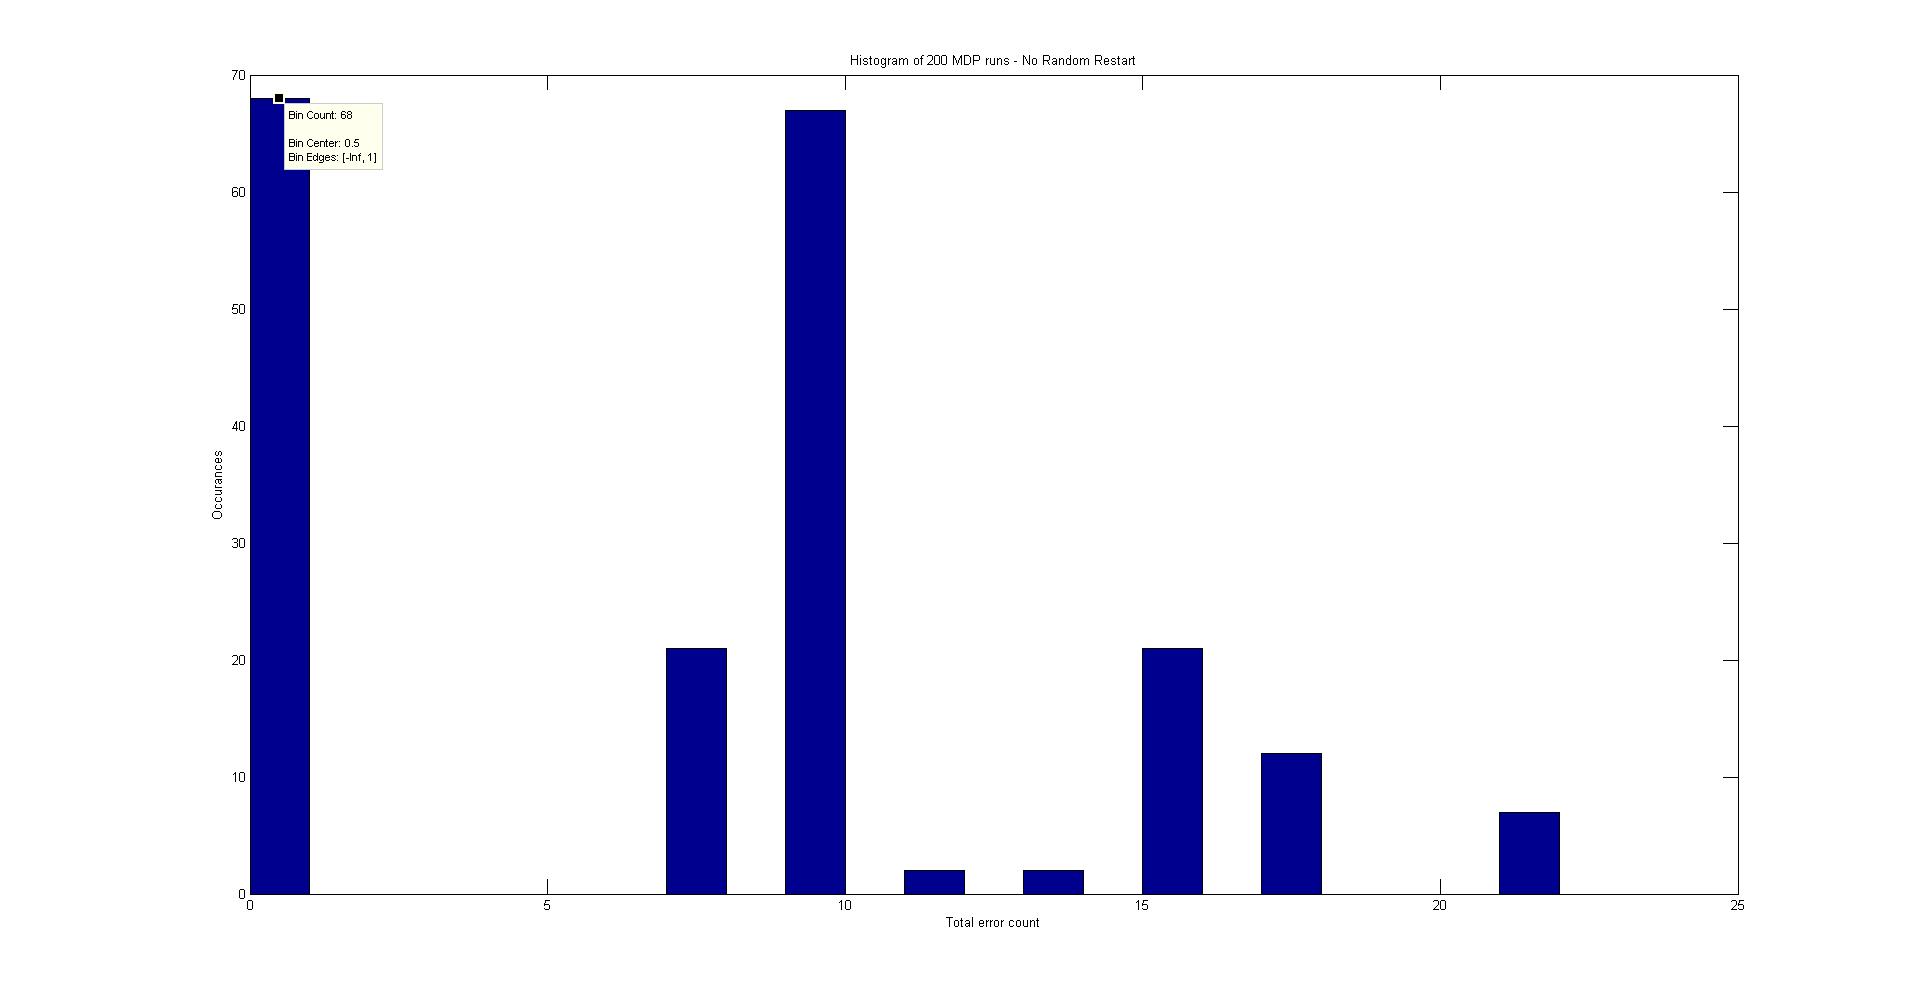 Histogram of 200 MDP runs - No Random Restart
70
60
50
40
30
20
10
0
Occurances
Bin Count: 68
Bin Center: 0.5
Bin Edges: [-Inf, 1]
0 5 10 15 20 25
Total error count